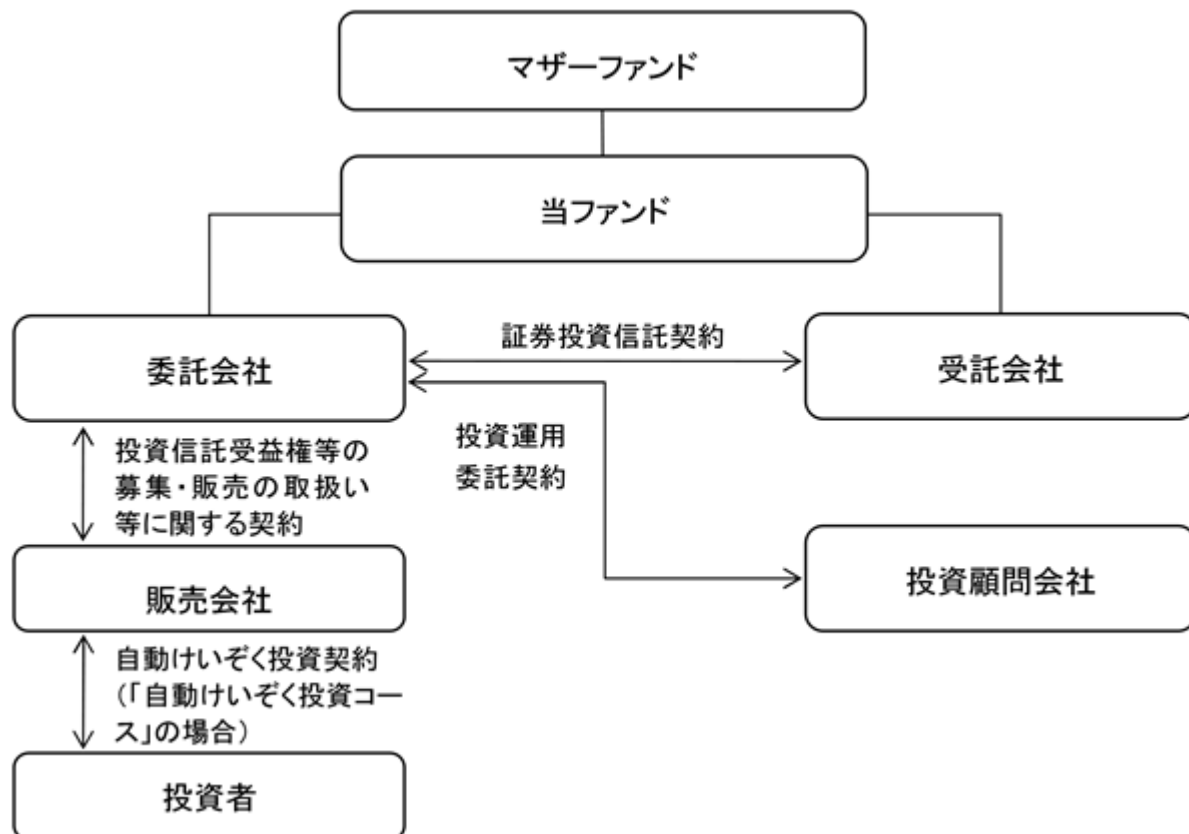 マザーファンド
当ファンド
証券投資信託契約
委託会社
受託会社
投資信託受益権等の
募集・販売の取扱い
等に関する契約
投資運用
委託契約
販売会社
投資顧問会社
自動けいぞく投資契約
（「自動けいぞく投資コー
ス」の場合）
投資者